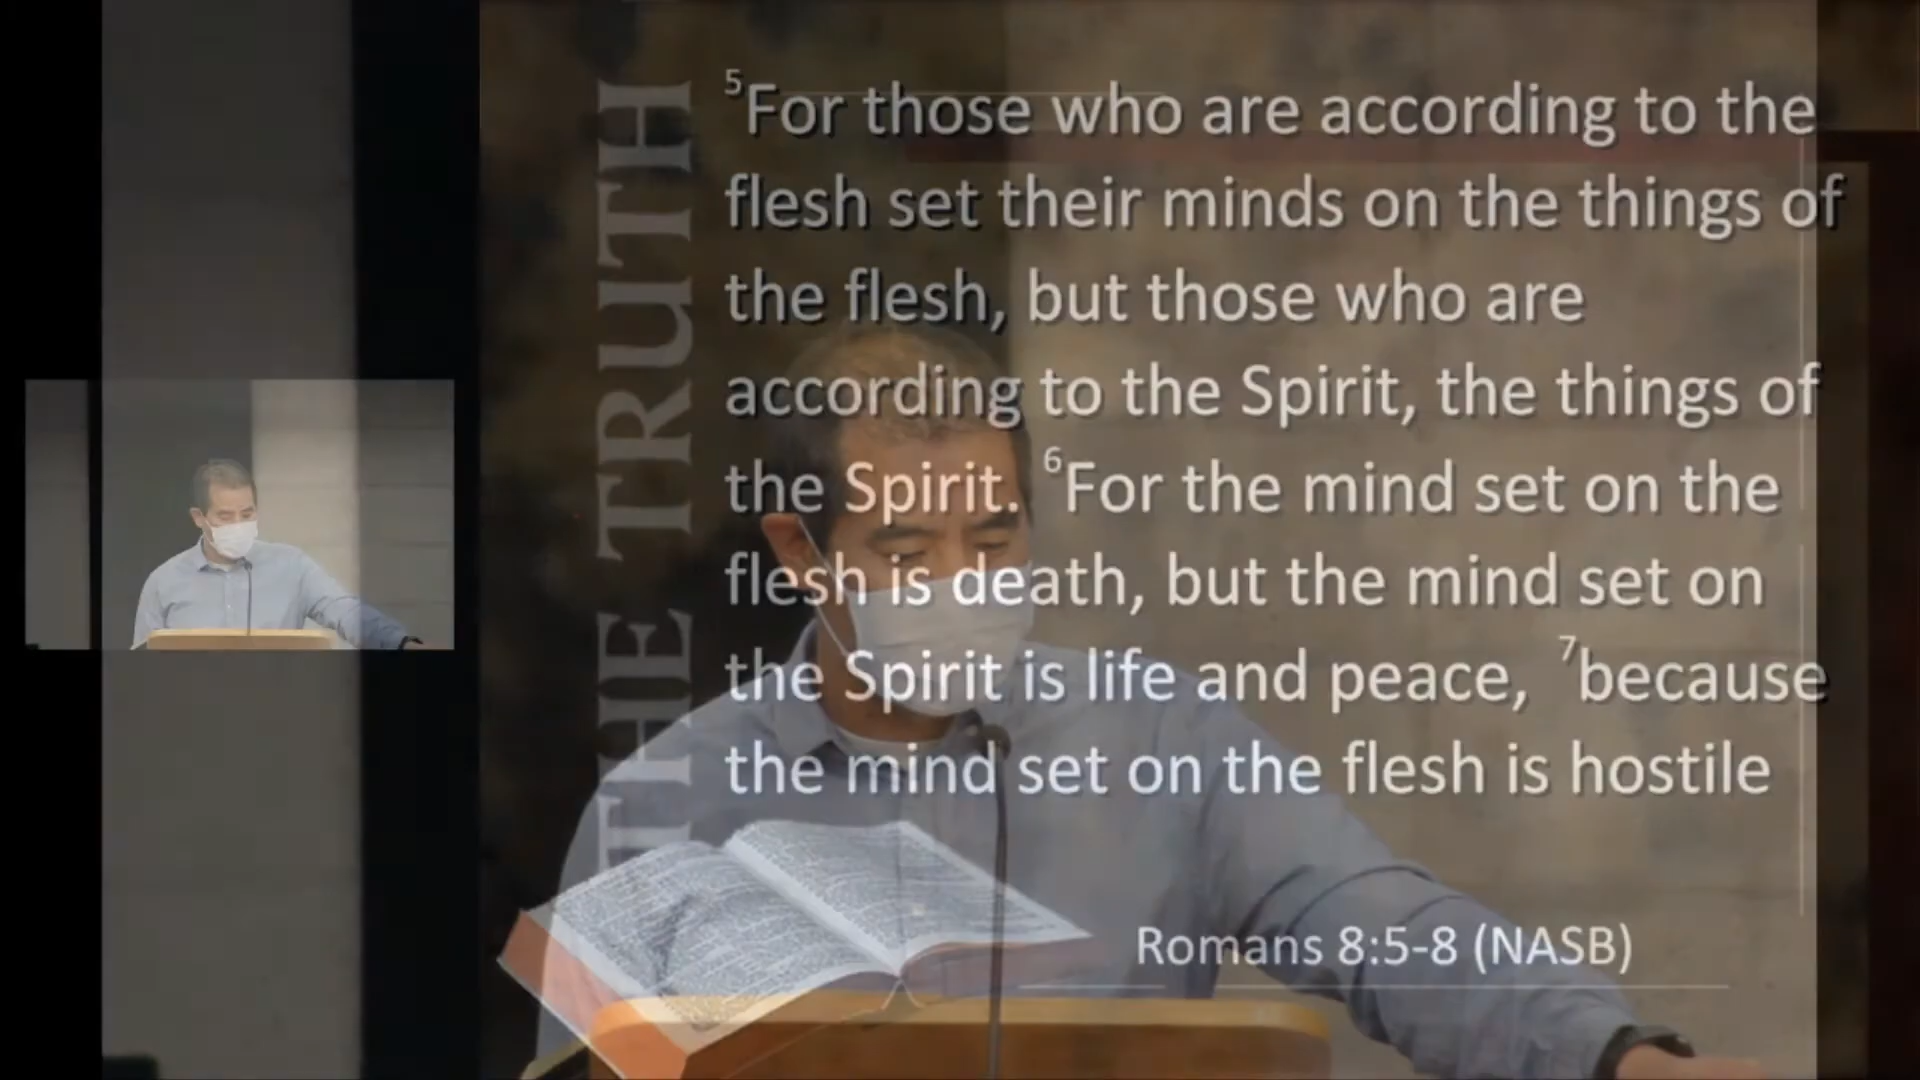 THE TRUTH
⁵For those who are according to the
flesh set their minds on the things of
the flesh, but those who are
according to the Spirit, the things of
the Spirit. ⁶For the mind set on the
flesh is death, but the mind set on
the Spirit is life and peace, ⁷because
the mind set on the flesh is hostile
Romans 8:5-8 (NASB)